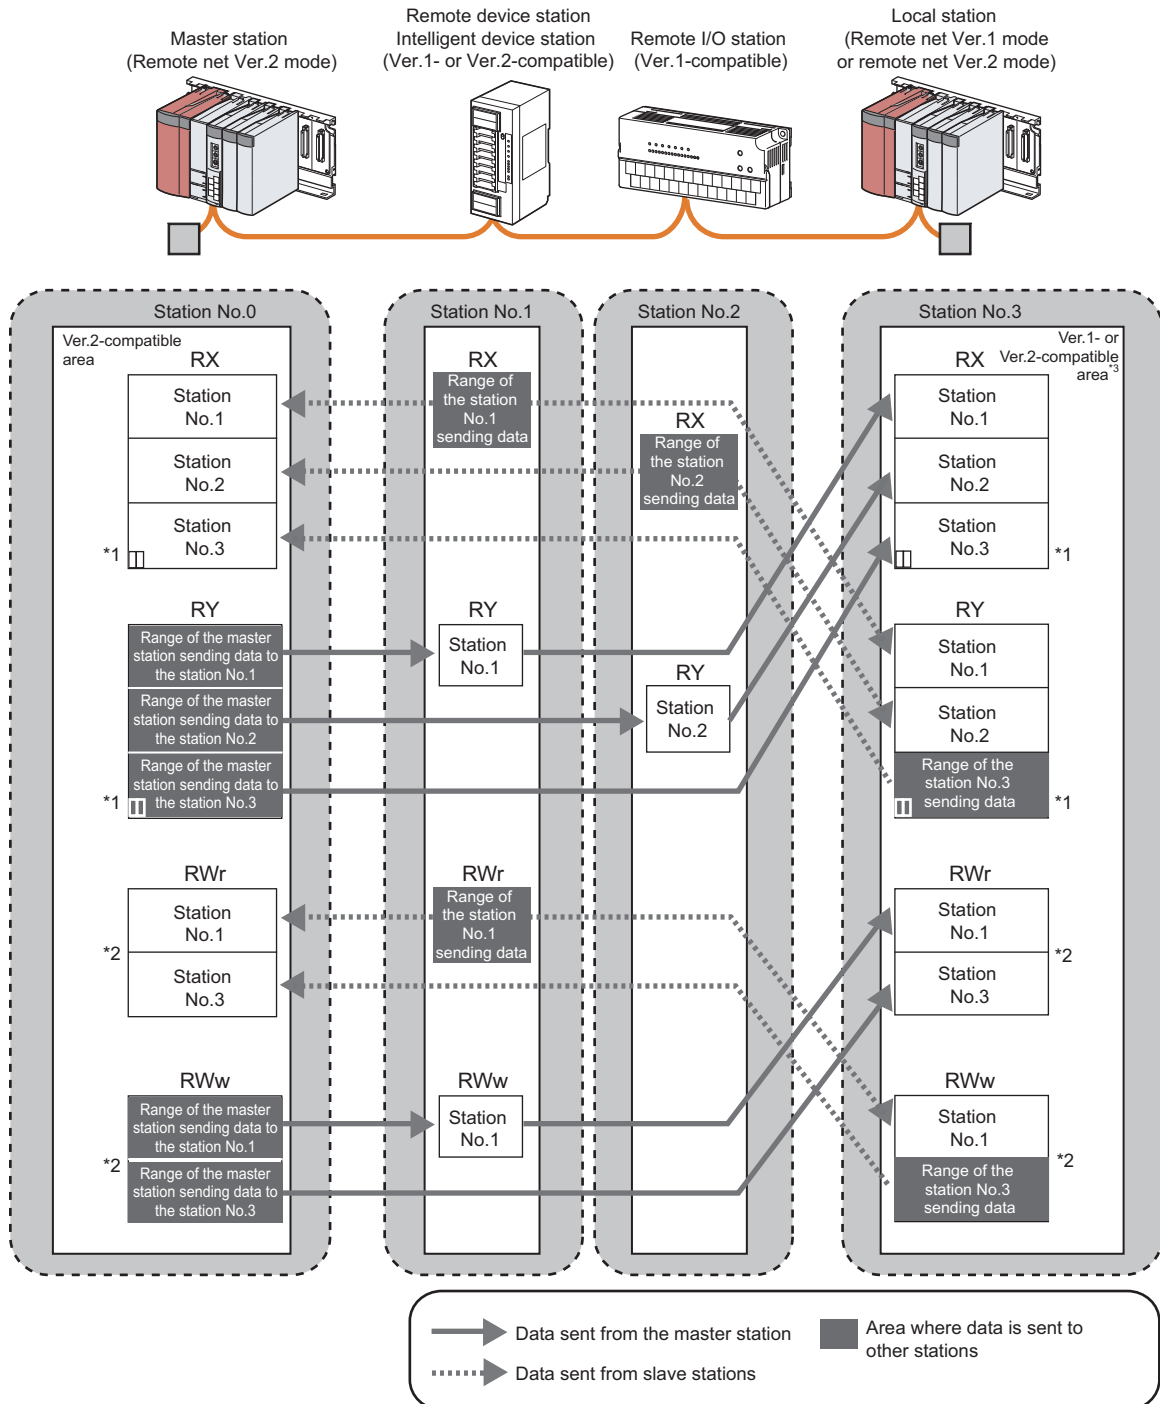 Master station
(Remote net Ver.2 mode)
Remote device station
Intelligent device station
(Ver.1- or Ver.2-compatible)
Remote I/O station
(Ver.1-compatible)
Local station
(Remote net Ver.1 mode
or remote net Ver.2 mode)
Station No.0
Ver.2-compatible
area
RX
Station
No.1
Station
No.2
Station
No.3
*1
RY
Range of the master
station sending data to
the station No.1
Range of the master
station sending data to
the station No.2
Range of the master
station sending data to
the station No.3
*1
RWr
Station
No.1
*2
Station
No.3
RWw
Range of the master
station sending data to
the station No.1
*2
Range of the master
station sending data to
the station No.3
Station No.1
RX
Range of
the station
No.1
sending data
RY
Station
No.1
RWr
Range of
the station
No.1
sending data
RWw
Station
No.1
Station No.2
RX
Range of
the station
No.2
sending data
RY
Station
No.2
Station No.3
Ver.1- or
Ver.2-compatible
area*3
RX
Station
No.1
Station
No.2
Station
No.3
*1
RY
Station
No.1
Station
No.2
Range of the
station No.3
sending data
*1
RWr
Station
No.1
*2
Station
No.3
RWw
Station
No.1
*2
Range of the
station No.3
sending data
Data sent from the master station
Data sent from slave stations
Area where data is sent to
other stations